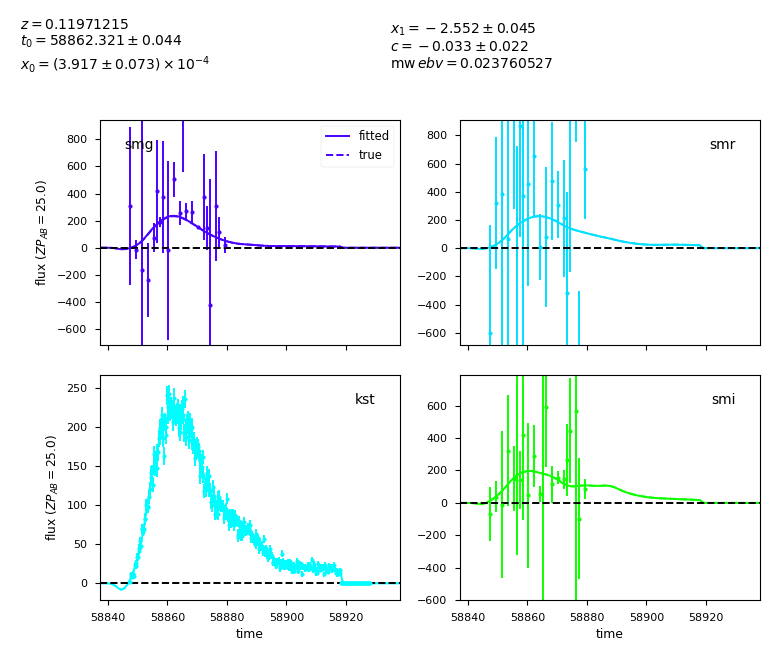 z = 0.11971215
t₀ = 58862.321 ± 0.044
x₀ = (3.917 ± 0.073) × 10⁻⁴
x₁ = −2.552 ± 0.045
c = −0.033 ± 0.022
mwebv = 0.023760527
smg
fitted
true
800
600
400
200
0
−200
−400
−600
flux (ZP_AB = 25.0)
smr
800
600
400
200
0
−200
−400
−600
kst
250
200
150
100
50
0
flux (ZP_AB = 25.0)
58840 58860 58880 58900 58920
time
smi
600
400
200
0
−200
−400
−600
58840 58860 58880 58900 58920
time